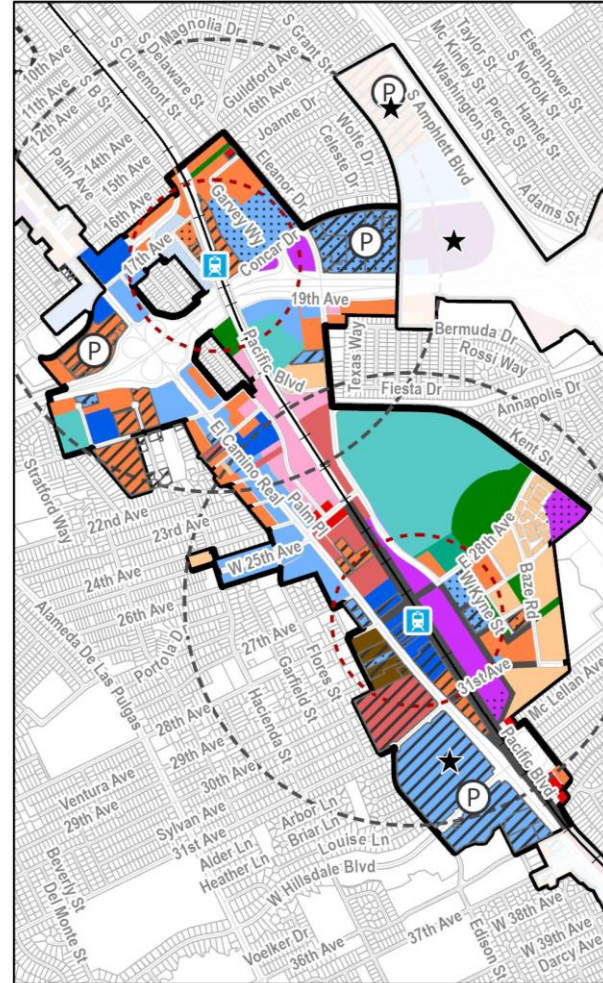 10th Ave
11th Ave
12th Ave
Palm Ave
S B St
14th Ave
15th Ave
16th Ave
17th Ave
S Claremont St
S Delaware St
Magnolia Dr
Guildford Ave
16th Ave
S Grant St
Joanne Dr
Eleanor Dr
Wolfe Dr
Celeste Dr
S Amphlett Blvd
Mc Kinley St
Washington St
Taylor St
Pierce St
S Norfolk St
Hamlet St
Eisenhower St
Adams St
P
Garvey Wy
Concar Dr
P
19th Ave
P
Pacific Blvd
Texas Way
Bermuda Dr
Rossi Way
Fiesta Dr
Annapolis Dr
Kent St
Stratford Way
El Camino Real
Palm Pl
22nd Ave
23rd Ave
24th Ave
W 25th Ave
26th Ave
27th Ave
E 28th Ave
W Kyne St
Baze Rd
Alameda De Las Pulgas
Portola D
Hacienda St
Garfield St
Flores St
31st Ave
Mc Lellan Ave
Pacific Blvd
28th Ave
29th Ave
30th Ave
Ventura Ave
29th Ave
Sylvan Ave
31st Ave
Alder Ln
Heather Ln
Arbor Ln
Briar Ln
Louise Ln
W Hillsdale Blvd
P
Beverly St
Del Monte St
Voelker Dr
36th Ave
37th Ave
Edison St
W 38th Ave
W 39th Ave
Darcy Ave